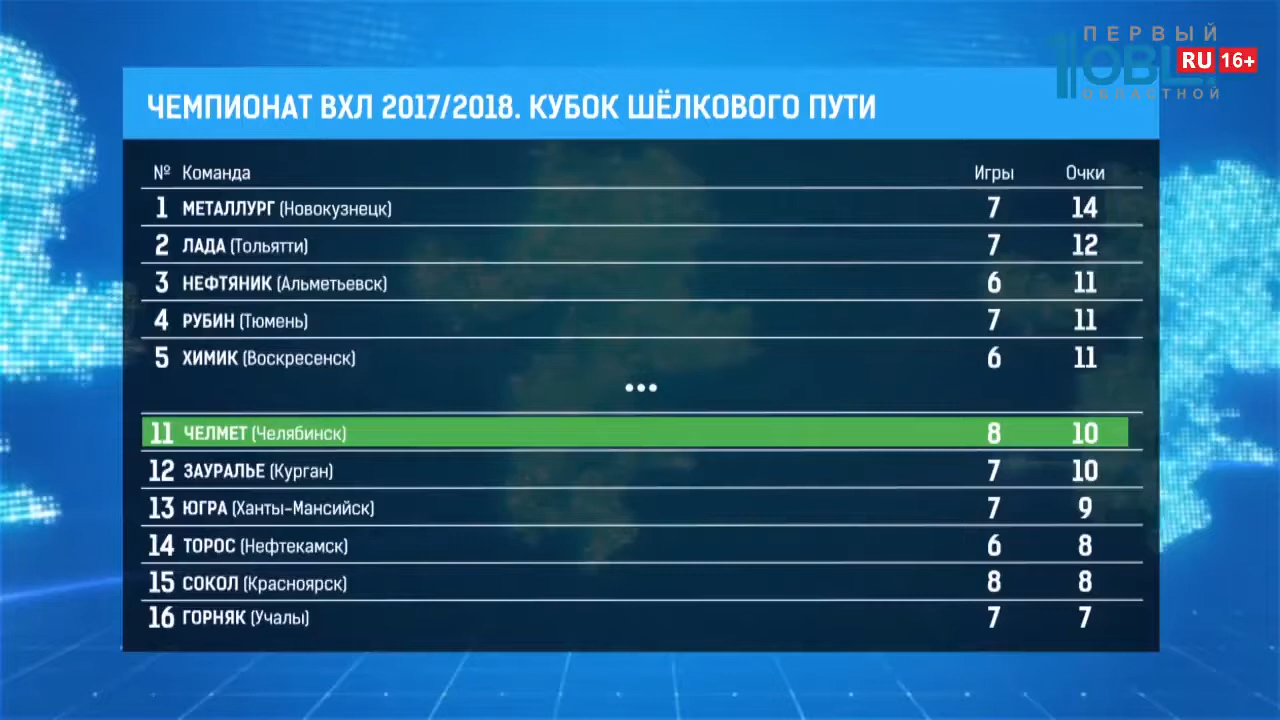 ПЕРВЫЙ
1OBL.
RU 16+
ОБЛАСТНОЙ
ЧЕМПИОНАТ ВХЛ 2017/2018. КУБОК ШЁЛКОВОГО ПУТИ
№ Команда Игры Очки
1 МЕТАЛЛУРГ (Новокузнецк) 7 14
2 ЛАДА (Тольятти) 7 12
3 НЕФТЯНИК (Альметьевск) 6 11
4 РУБИН (Тюмень) 7 11
5 ХИМИК (Воскресенск) 6 11
...
11 ЧЕЛМЕТ (Челябинск) 8 10
12 ЗАУРАЛЬЕ (Курган) 7 10
13 ЮГРА (Ханты-Мансийск) 7 9
14 ТОРОС (Нефтекамск) 6 8
15 СОКОЛ (Красноярск) 8 8
16 ГОРНЯК (Учалы) 7 7